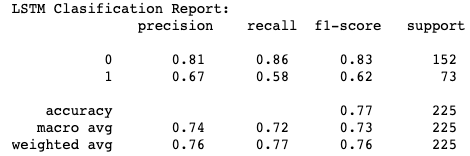 LSTM Clasification Report:
precision recall f1-score support
0 0.81 0.86 0.83 152
1 0.67 0.58 0.62 73
accuracy 0.77 225
macro avg 0.74 0.72 0.73 225
weighted avg 0.76 0.77 0.76 225